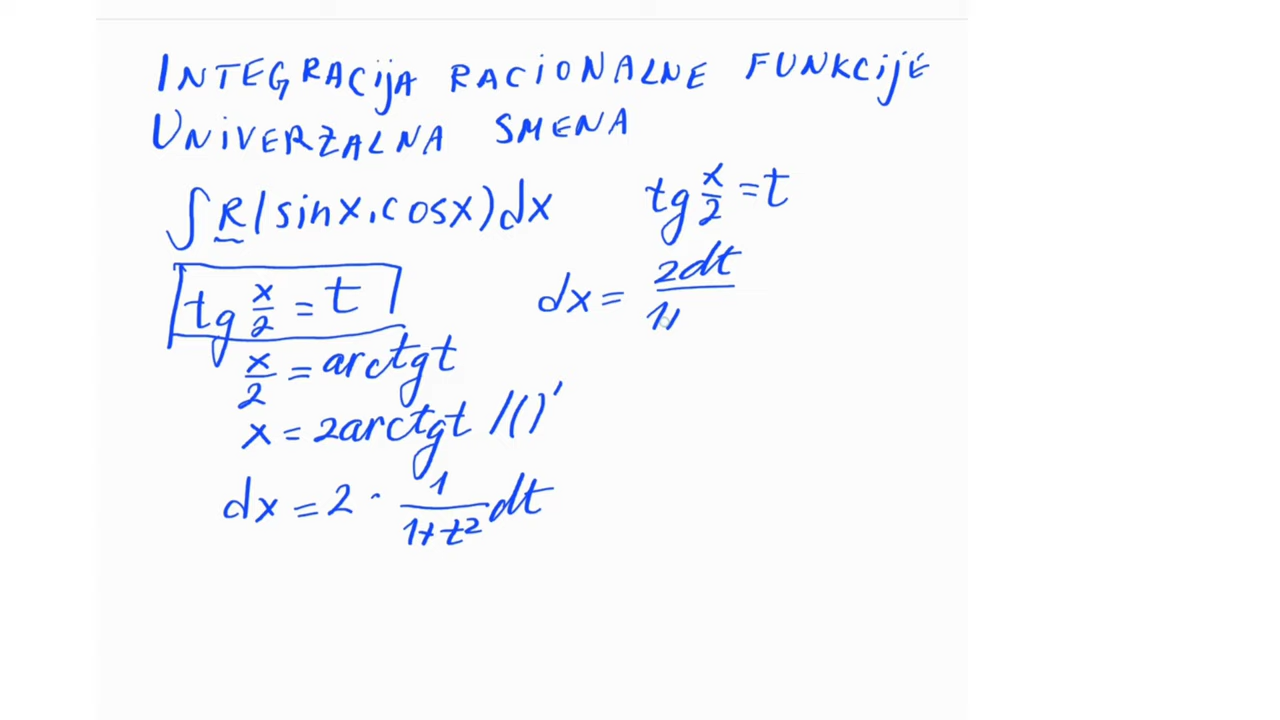 INTEGRACIJA RACIONALNE FUNKCIJE
UNIVERZALNA SMENA
∫ R(sinx, cosx)dx
tg x/2 = t
x/2 = arctgt
x = 2arctgt /()'
dx = 2 · 1/(1+t²) dt
tg x/2 = t
dx = 2dt/1